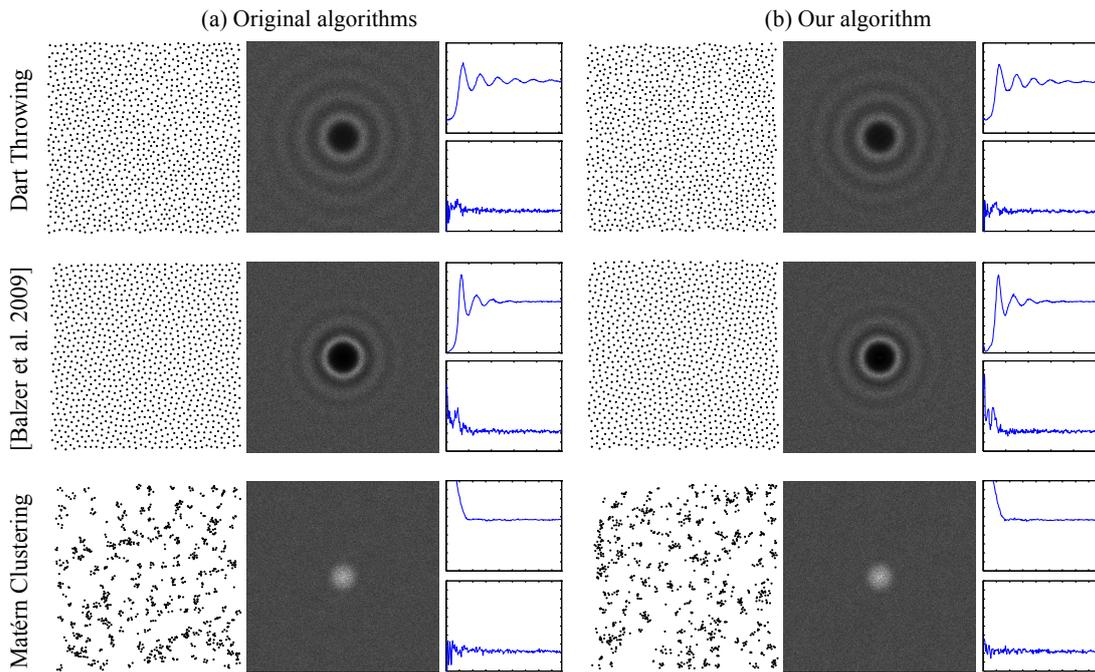 (a) Original algorithms
(b) Our algorithm
Dart Throwing
[Balzer et al. 2009]
Matérn Clustering